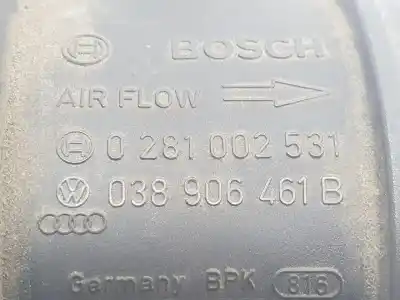 BOSCH
AIR FLOW
0 281 002 531
038 906 461 B
Germany BPK 816